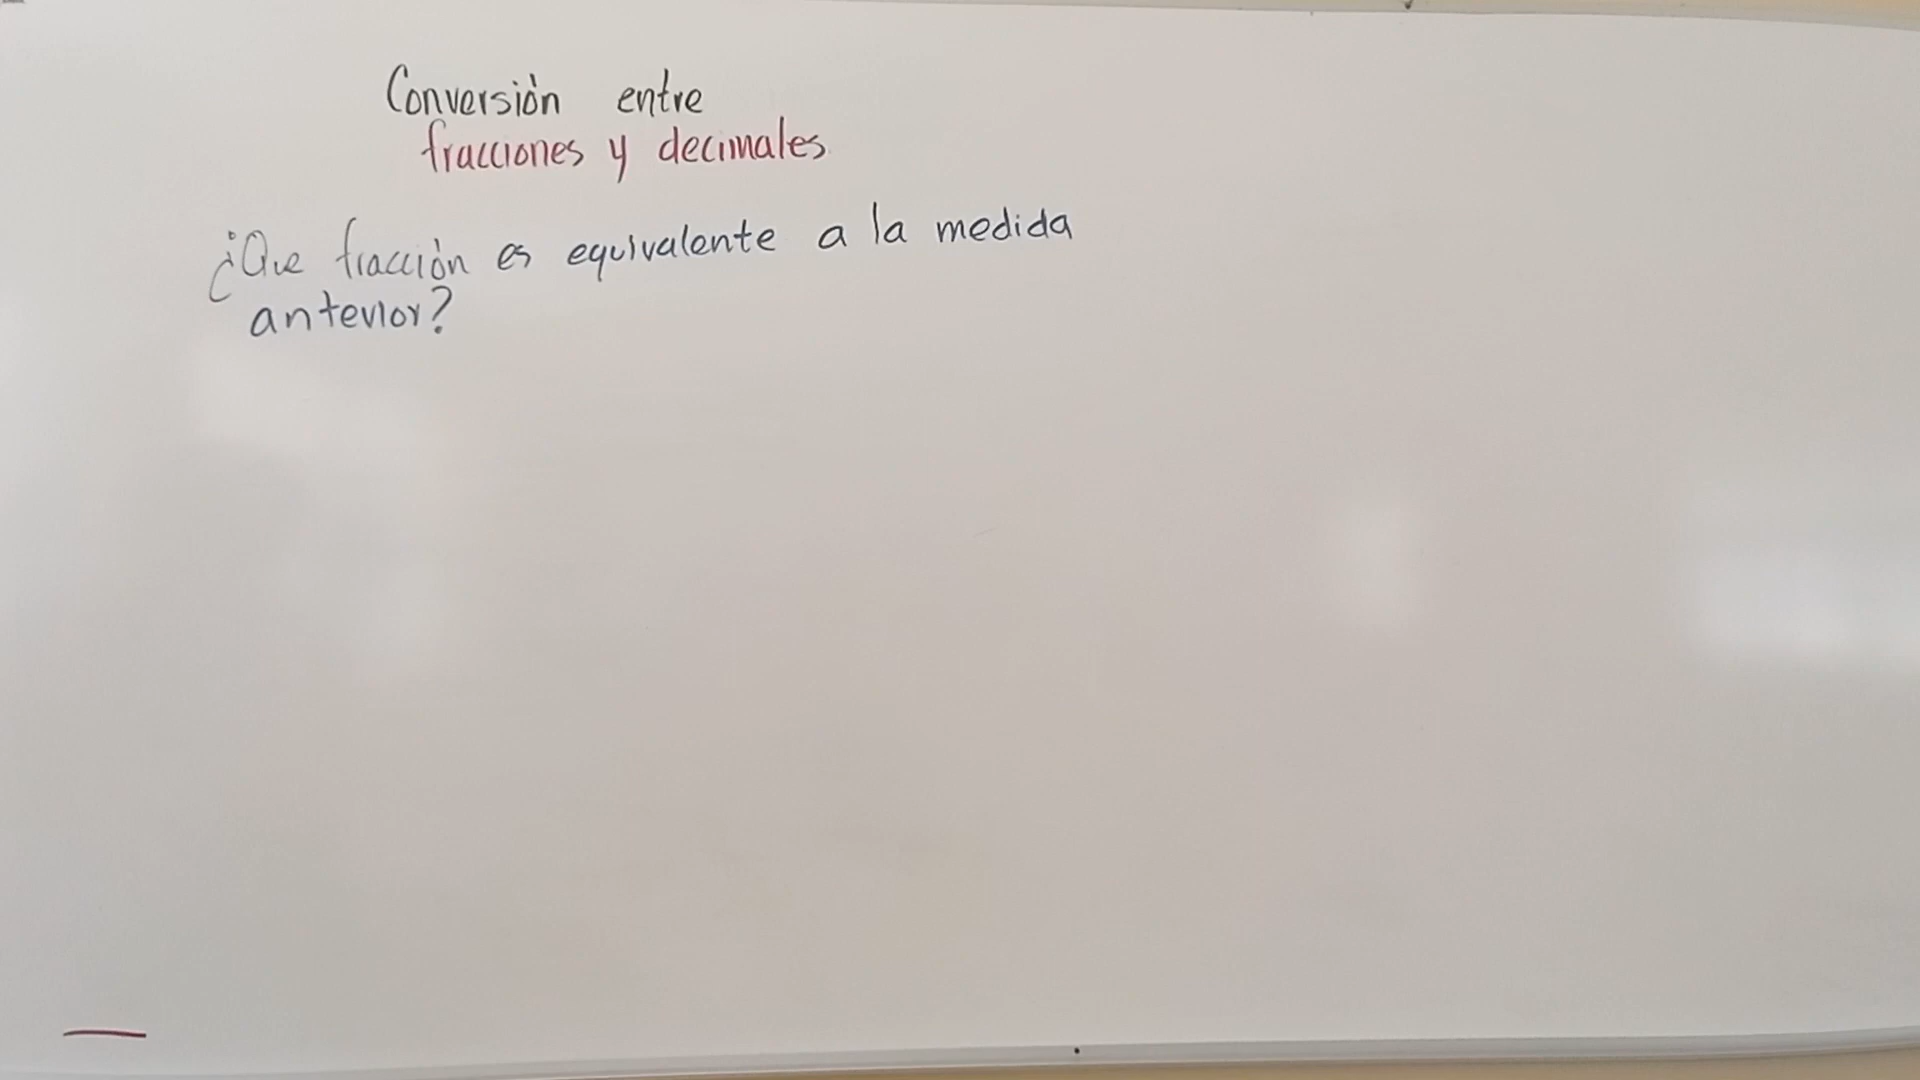 Conversión entre
fracciones y decimales
¿Que fracción es equivalente a la medida
anterior?